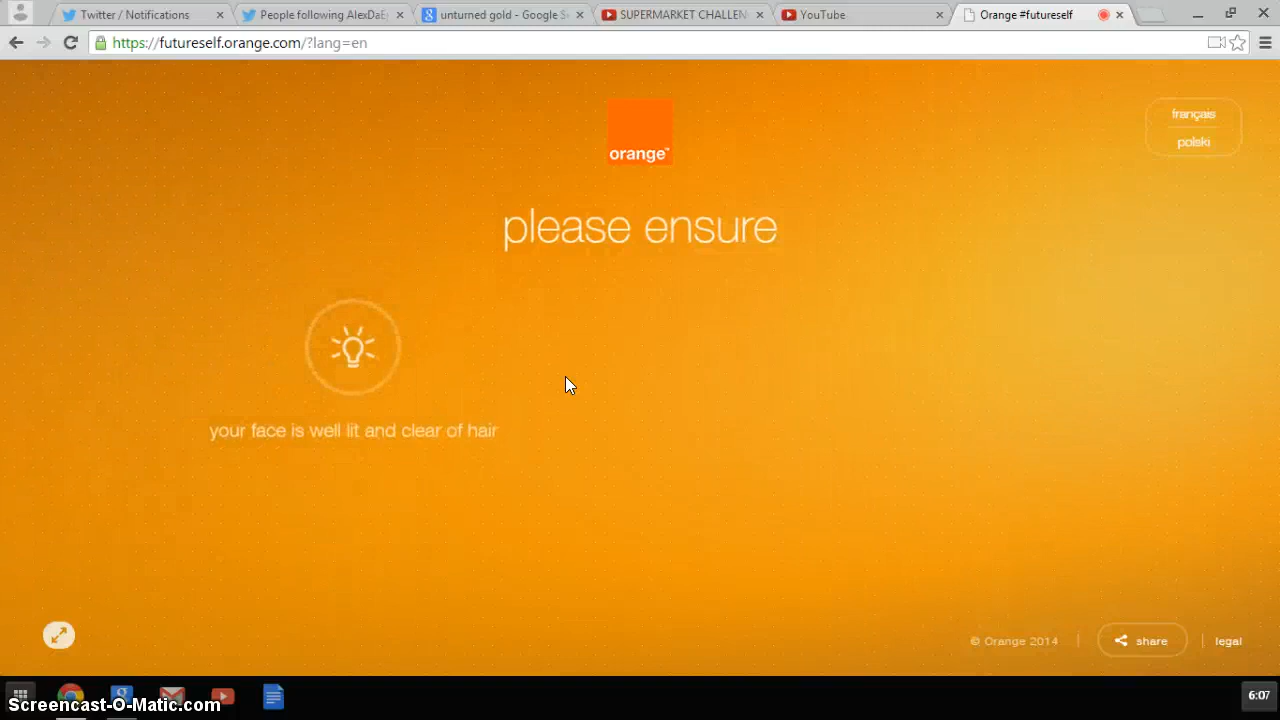 Twitter / Notifications
People following AlexDaE
unturned gold - Google S
SUPERMARKET CHALLEN
YouTube
Orange #futureself
https://futureself.orange.com/?lang=en
orange™
français
polski
please ensure
your face is well lit and clear of hair
© Orange 2014
share
legal
6:07
Screencast-O-Matic.com